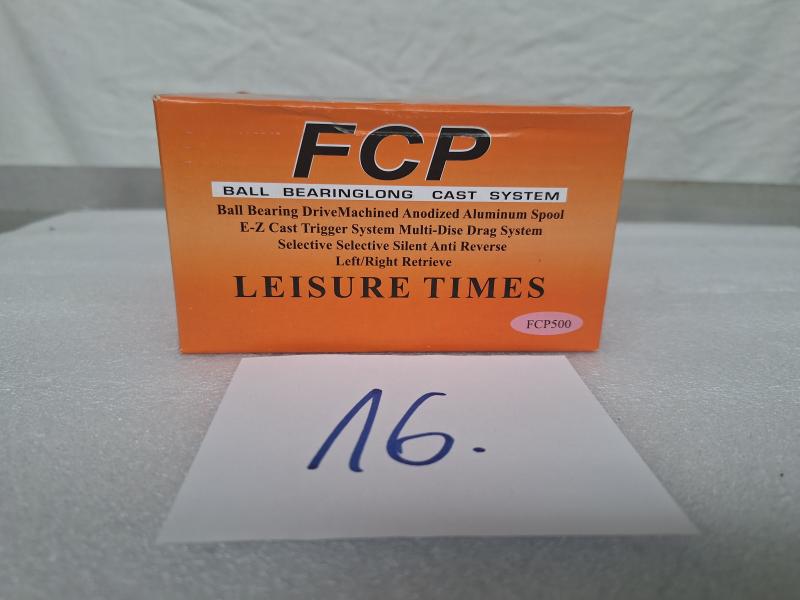 FCP
BALL BEARINGLONG CAST SYSTEM
Ball Bearing DriveMachined Anodized Aluminum Spool
E-Z Cast Trigger System Multi-Dise Drag System
Selective Selective Silent Anti Reverse
Left/Right Retrieve
LEISURE TIMES
FCP500
16.